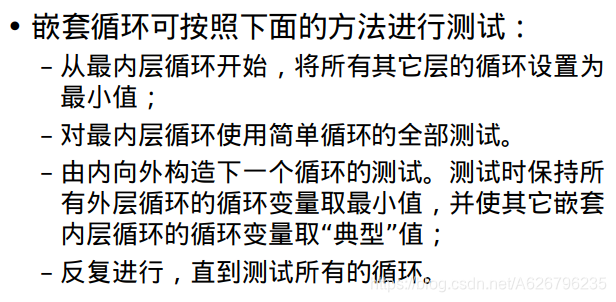 • 嵌套循环可按照下面的方法进行测试：
– 从最内层循环开始，将所有其它层的循环设置为
最小值；
– 对最内层循环使用简单循环的全部测试。
– 由内向外构造下一个循环的测试。测试时保持所
有外层循环的循环变量取最小值，并使其它嵌套
内层循环的循环变量取“典型”值；
– 反复进行，直到测试所有的循环。
https://blog.csdn.net/A626796235